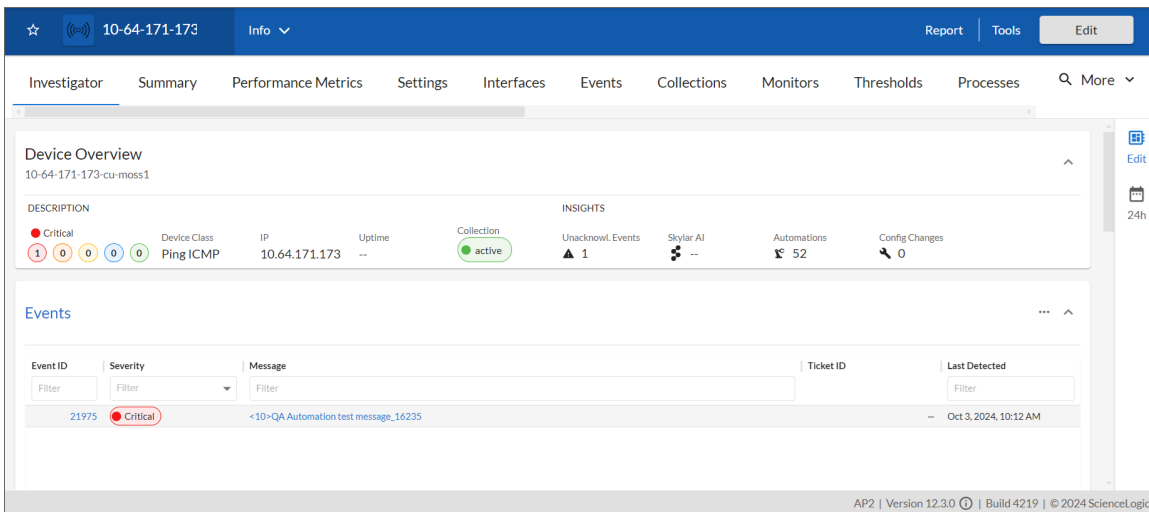 10-64-171-173
Info
Report
Tools
Edit
Investigator
Summary
Performance Metrics
Settings
Interfaces
Events
Collections
Monitors
Thresholds
Processes
More
Device Overview
10-64-171-173-cu-moss1
Edit
24h
DESCRIPTION
INSIGHTS
Critical
Device Class
IP
Uptime
Collection
Unacknowl. Events
Skylar AI
Automations
Config Changes
1 0 0 0 0
Ping ICMP
10.64.171.173
--
active
1
--
52
0
Events
Event ID
Severity
Message
Ticket ID
Last Detected
Filter
Filter
Filter
Filter
21975
Critical
<10>QA Automation test message_16235
—
Oct 3, 2024, 10:12 AM
AP2 | Version 12.3.0 | Build 4219 | © 2024 ScienceLogic